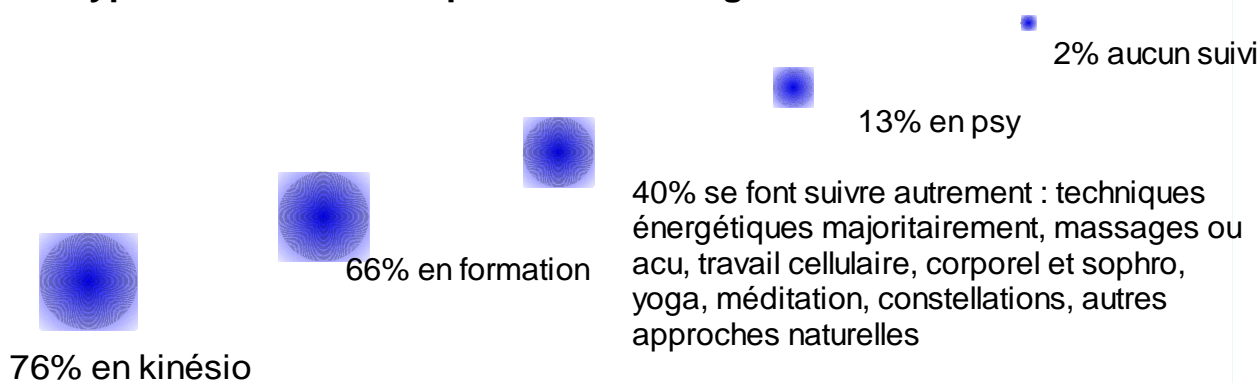 2% aucun suivi
13% en psy
40% se font suivre autrement : techniques
énergétiques majoritairement, massages ou
acu, travail cellulaire, corporel et sophro,
yoga, méditation, constellations, autres
approches naturelles
66% en formation
76% en kinésio